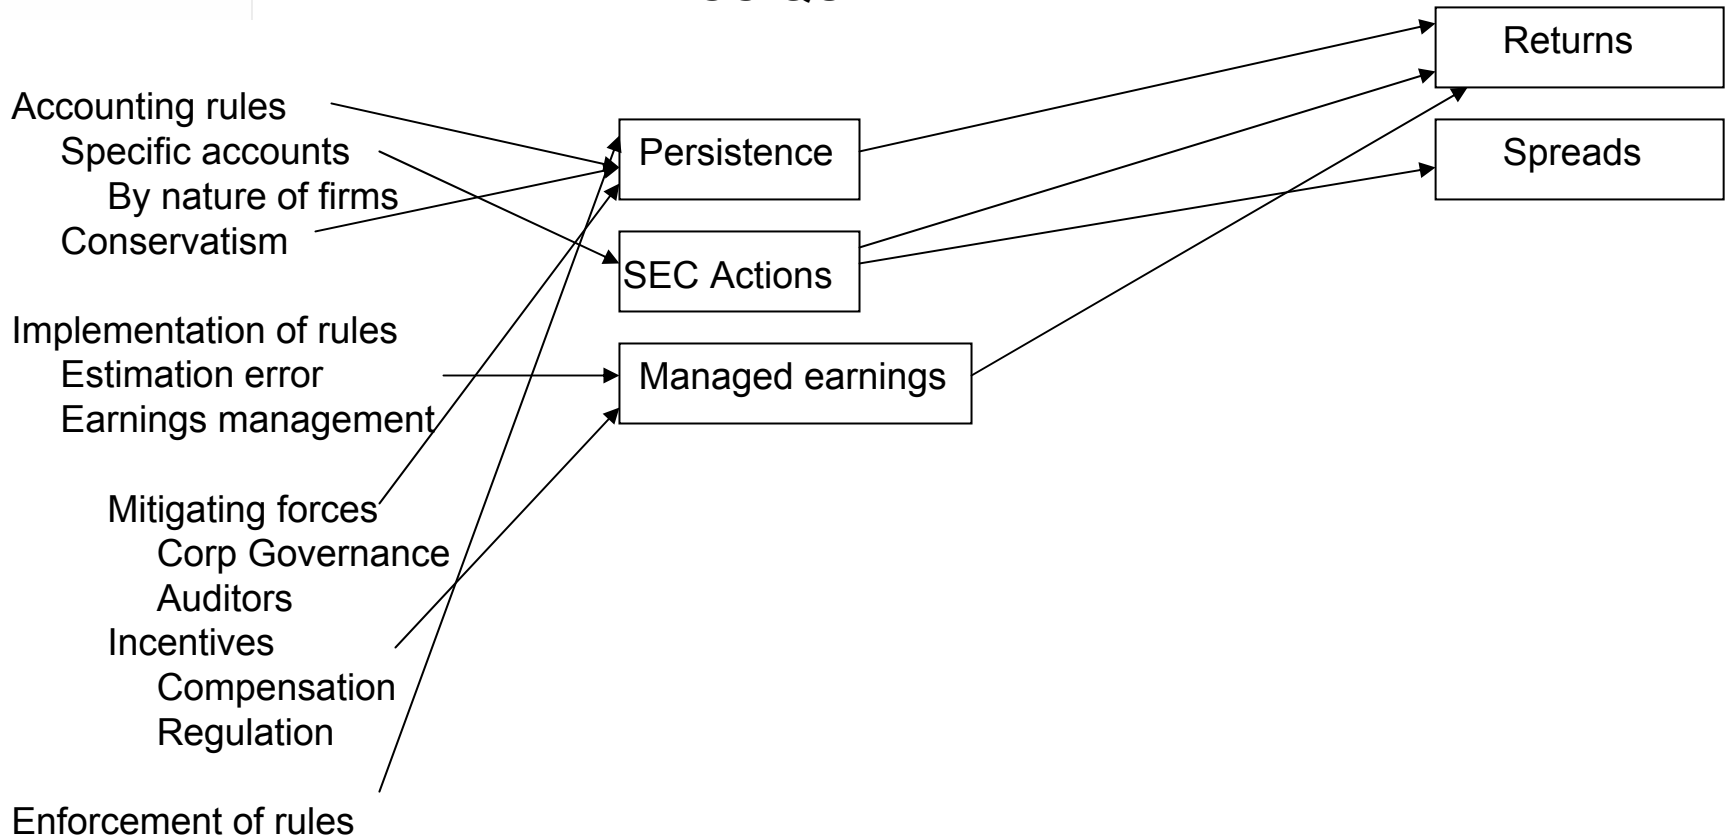 Accounting rules
Specific accounts
By nature of firms
Conservatism
Implementation of rules
Estimation error
Earnings management
Mitigating forces
Corp Governance
Auditors
Incentives
Compensation
Regulation
Enforcement of rules
Persistence
SEC Actions
Managed earnings
Returns
Spreads